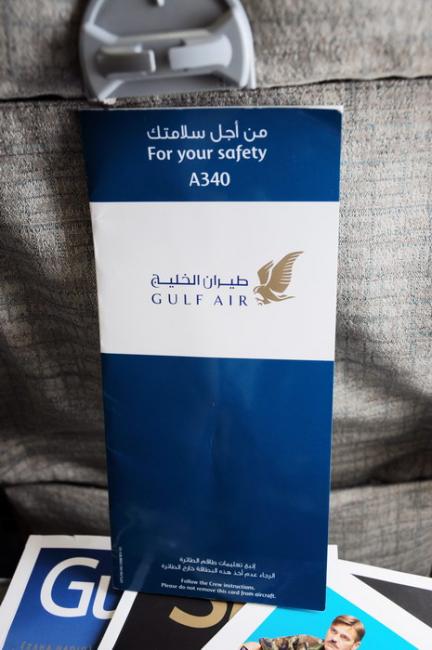 من أجل سلامتك
For your safety
A340
طيران الخليج
GULF AIR
إتبع تعليمات طاقم الطائرة
الرجاء عدم أخذ هذه البطاقة خارج الطائرة
Follow the Crew instructions.
Please do not remove this card from aircraft.